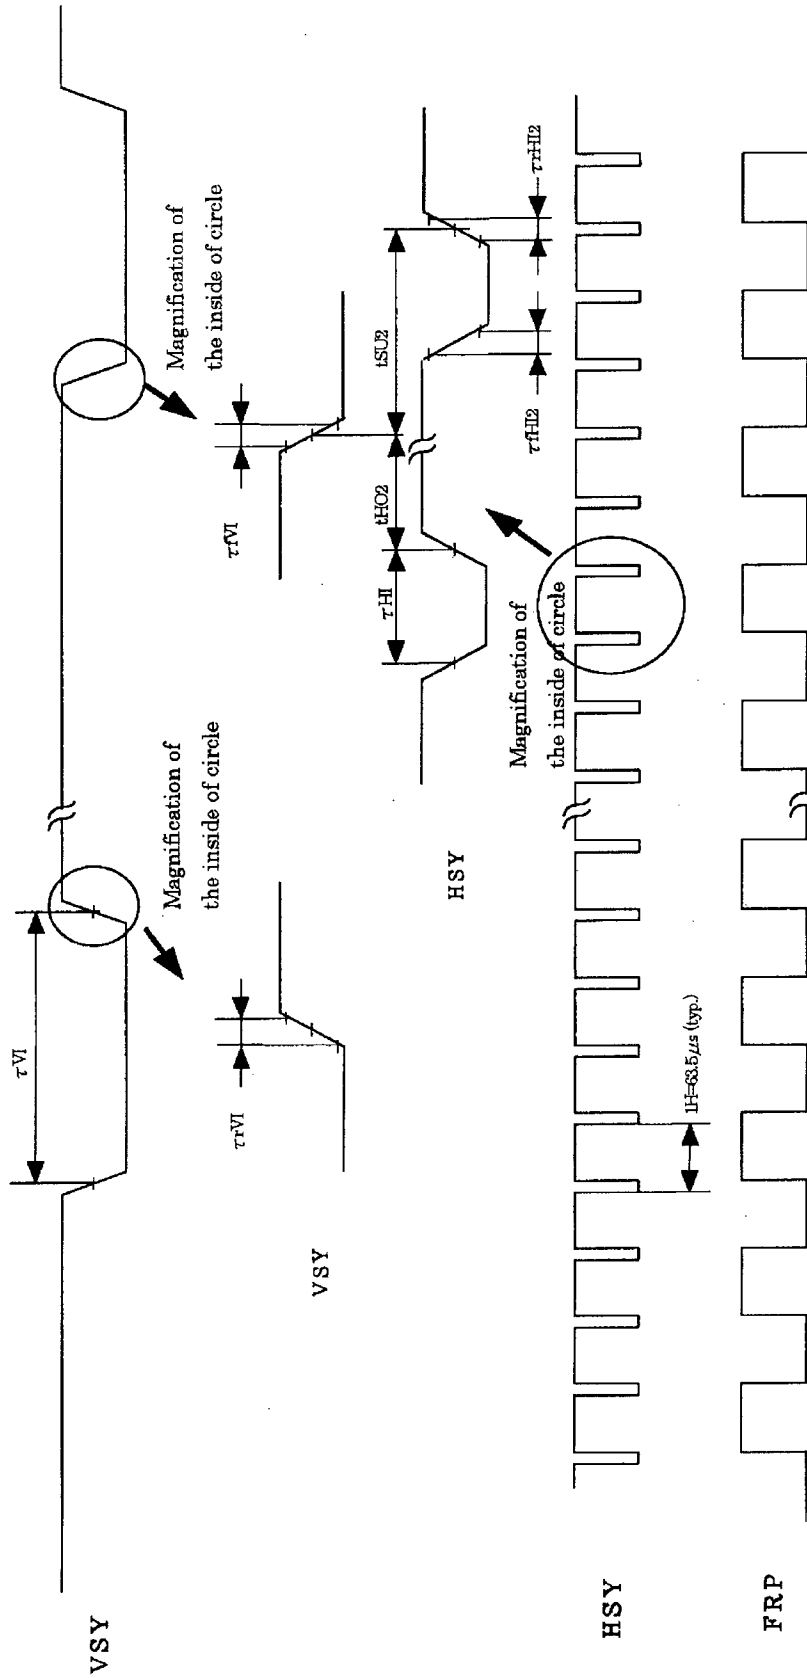 VSY
τVI
Magnification of
the inside of circle
Magnification of
the inside of circle
VSY
τrVI
τfVI
HSY
τHI
tHO2
tSU2
τfHI2
τrHI2
Magnification of
the inside of circle
HSY
1H=63.5μs (typ.)
FRP